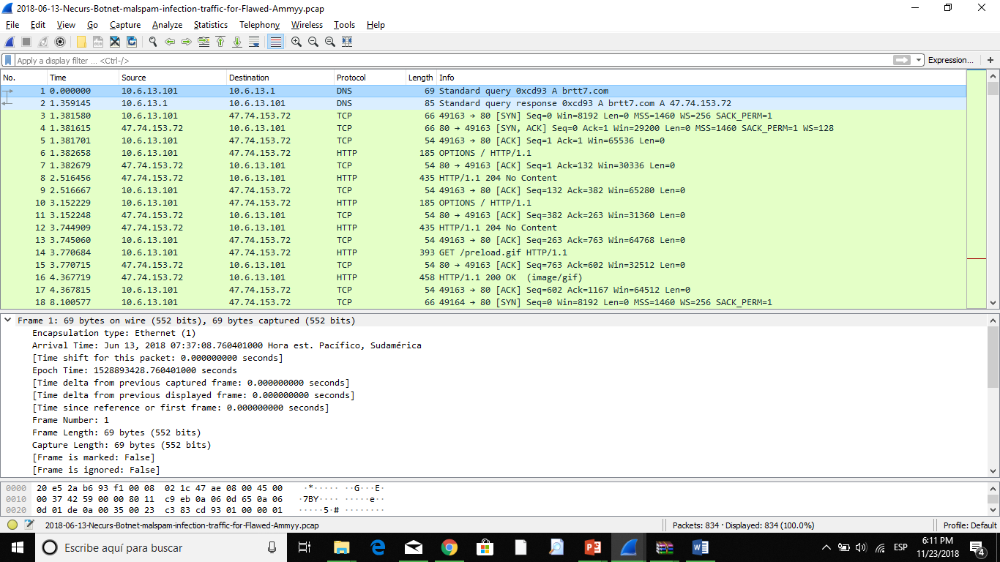 2018-06-13-Necurs-Botnet-malspam-infection-traffic-for-Flawed-Ammyy.pcap
File Edit View Go Capture Analyze Statistics Telephony Wireless Tools Help
Apply a display filter ... <Ctrl-/> Expression... +
No. Time Source Destination Protocol Length Info
1 0.000000 10.6.13.101 10.6.13.1 DNS 69 Standard query 0xcd93 A brtt7.com
2 1.359145 10.6.13.1 10.6.13.101 DNS 85 Standard query response 0xcd93 A brtt7.com A 47.74.153.72
3 1.381580 10.6.13.101 47.74.153.72 TCP 66 49163 → 80 [SYN] Seq=0 Win=8192 Len=0 MSS=1460 WS=256 SACK_PERM=1
4 1.381615 47.74.153.72 10.6.13.101 TCP 66 80 → 49163 [SYN, ACK] Seq=0 Ack=1 Win=29200 Len=0 MSS=1460 SACK_PERM=1 WS=128
5 1.381701 10.6.13.101 47.74.153.72 TCP 54 49163 → 80 [ACK] Seq=1 Ack=1 Win=65536 Len=0
6 1.382658 10.6.13.101 47.74.153.72 HTTP 185 OPTIONS / HTTP/1.1
7 1.382679 47.74.153.72 10.6.13.101 TCP 54 80 → 49163 [ACK] Seq=1 Ack=132 Win=30336 Len=0
8 2.516456 47.74.153.72 10.6.13.101 HTTP 435 HTTP/1.1 204 No Content
9 2.516667 10.6.13.101 47.74.153.72 TCP 54 49163 → 80 [ACK] Seq=132 Ack=382 Win=65280 Len=0
10 3.152229 10.6.13.101 47.74.153.72 HTTP 185 OPTIONS / HTTP/1.1
11 3.152248 47.74.153.72 10.6.13.101 TCP 54 80 → 49163 [ACK] Seq=382 Ack=263 Win=31360 Len=0
12 3.744909 47.74.153.72 10.6.13.101 HTTP 435 HTTP/1.1 204 No Content
13 3.745060 10.6.13.101 47.74.153.72 TCP 54 49163 → 80 [ACK] Seq=263 Ack=763 Win=64768 Len=0
14 3.770684 10.6.13.101 47.74.153.72 HTTP 393 GET /preload.gif HTTP/1.1
15 3.770715 47.74.153.72 10.6.13.101 TCP 54 80 → 49163 [ACK] Seq=763 Ack=602 Win=32512 Len=0
16 4.367719 47.74.153.72 10.6.13.101 HTTP 458 HTTP/1.1 200 OK (image/gif)
17 4.367815 10.6.13.101 47.74.153.72 TCP 54 49163 → 80 [ACK] Seq=602 Ack=1167 Win=64512 Len=0
18 8.100577 10.6.13.101 47.74.153.72 TCP 66 49164 → 80 [SYN] Seq=0 Win=8192 Len=0 MSS=1460 WS=256 SACK_PERM=1
Frame 1: 69 bytes on wire (552 bits), 69 bytes captured (552 bits)
Encapsulation type: Ethernet (1)
Arrival Time: Jun 13, 2018 07:37:08.760401000 Hora est. Pacífico, Sudamérica
[Time shift for this packet: 0.000000000 seconds]
Epoch Time: 1528893428.760401000 seconds
[Time delta from previous captured frame: 0.000000000 seconds]
[Time delta from previous displayed frame: 0.000000000 seconds]
[Time since reference or first frame: 0.000000000 seconds]
Frame Number: 1
Frame Length: 69 bytes (552 bits)
Capture Length: 69 bytes (552 bits)
[Frame is marked: False]
[Frame is ignored: False]
0000 20 e5 2a b6 93 f1 00 08 02 1c 47 ae 08 00 45 00 ·*····· ··G···E·
0010 00 37 42 59 00 00 80 11 c9 eb 0a 06 0d 65 0a 06 ·7BY···· ·····e··
0020 0d 01 de 0a 00 35 00 23 c3 83 cd 93 01 00 00 01 ·····5·# ········
2018-06-13-Necurs-Botnet-malspam-infection-traffic-for-Flawed-Ammyy.pcap Packets: 834 · Displayed: 834 (100.0%) Profile: Default
Escribe aquí para buscar ESP 6:11 PM
11/23/2018 4